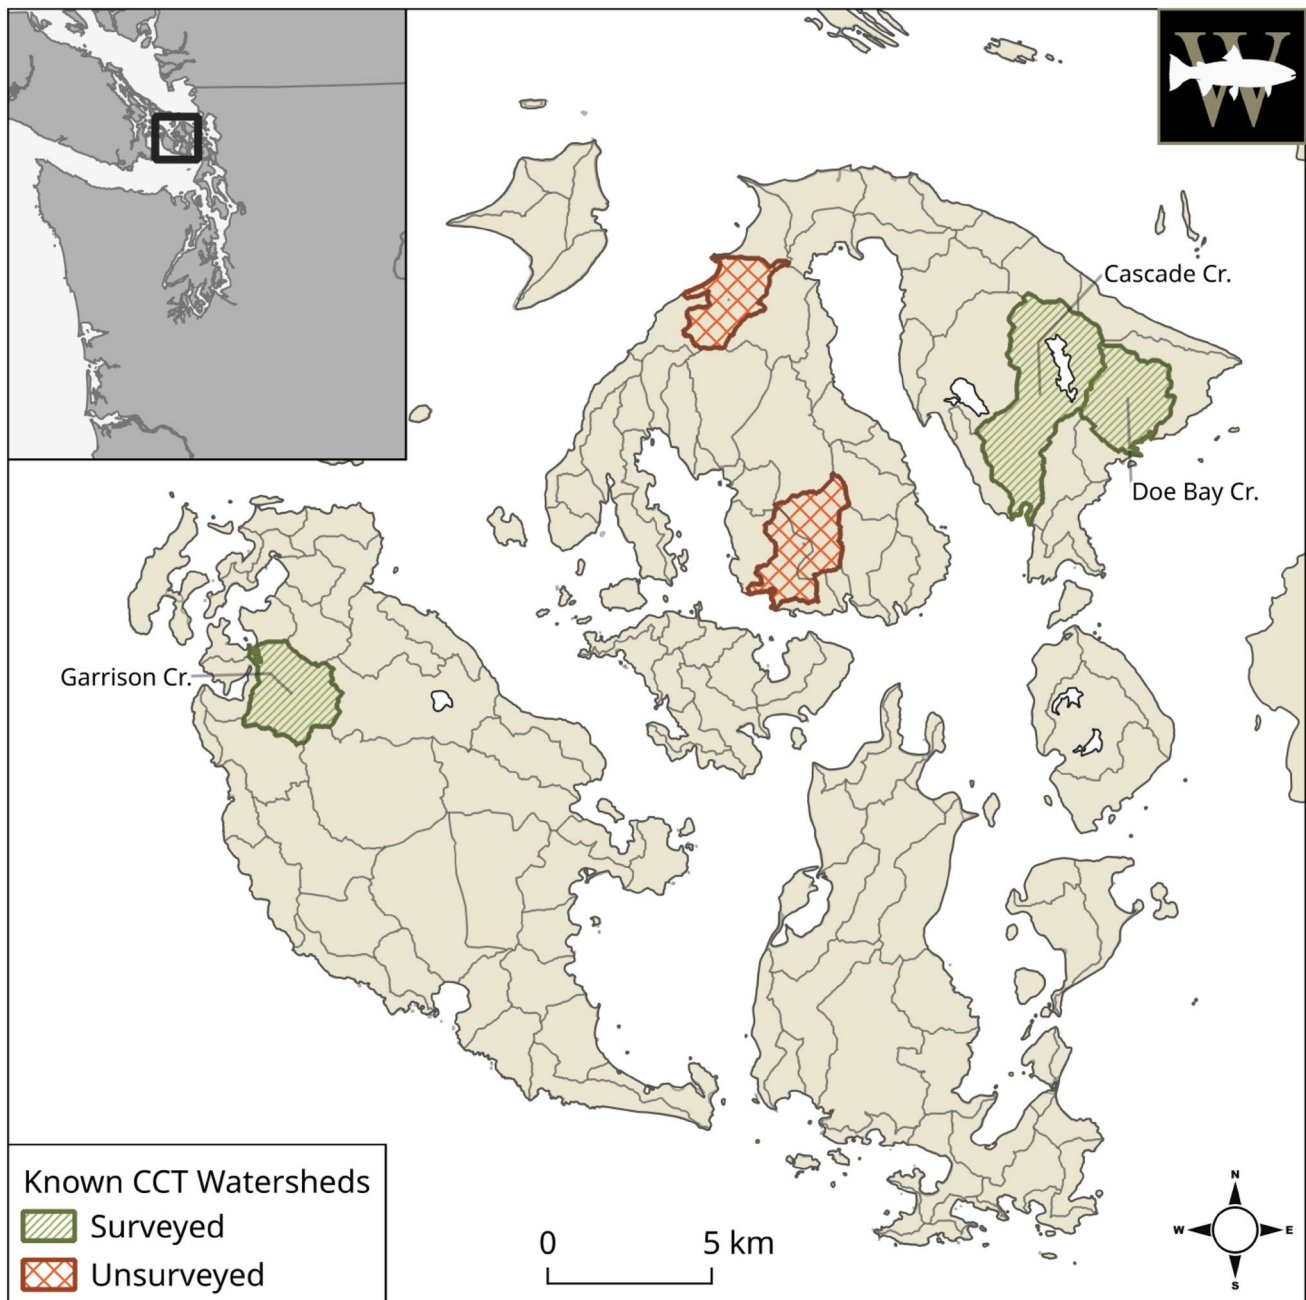 W
Cascade Cr.
Doe Bay Cr.
Garrison Cr.
Known CCT Watersheds
Surveyed
Unsurveyed
0 5 km
N
W E
S